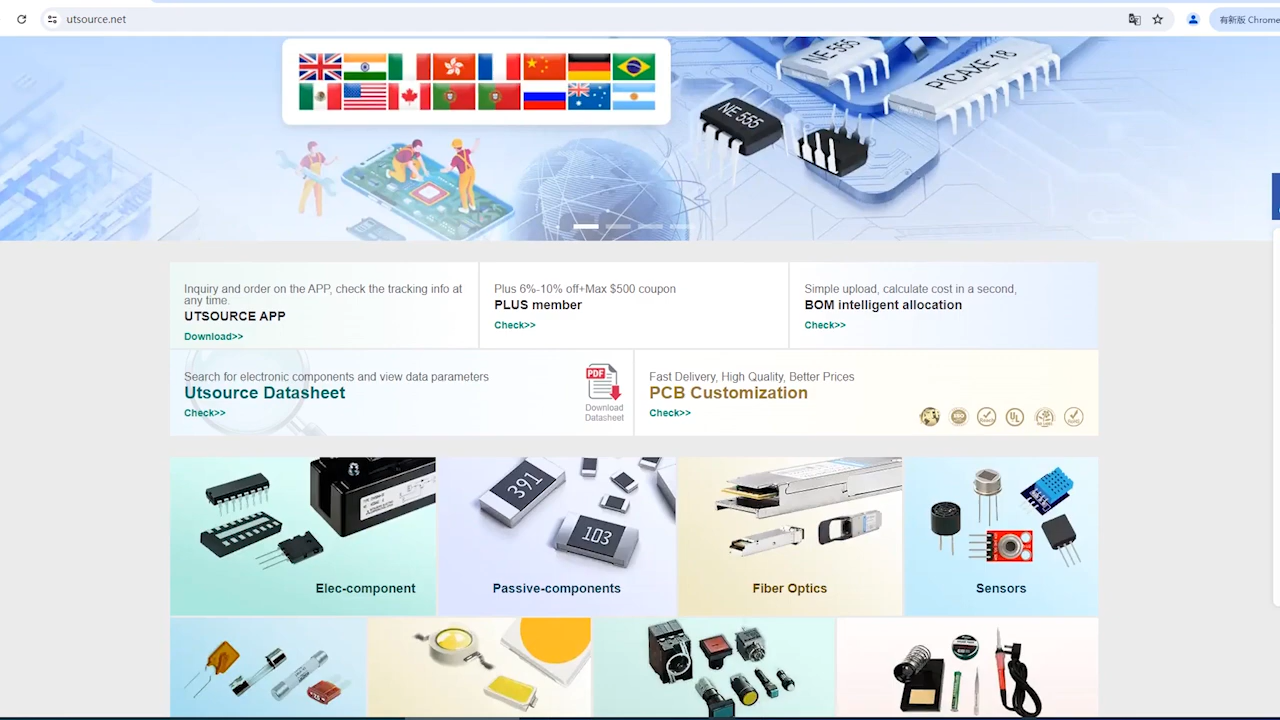 utsource.net
有新版 Chrome
NE 555
PICAXE-18
NE 555
Inquiry and order on the APP, check the tracking info at
any time.
UTSOURCE APP
Download>>
Plus 6%-10% off+Max $500 coupon
PLUS member
Check>>
Simple upload, calculate cost in a second,
BOM intelligent allocation
Check>>
Search for electronic components and view data parameters
Utsource Datasheet
Check>>
PDF
Download
Datasheet
Fast Delivery, High Quality, Better Prices
PCB Customization
Check>>
391
103
Elec-component
Passive-components
Fiber Optics
Sensors